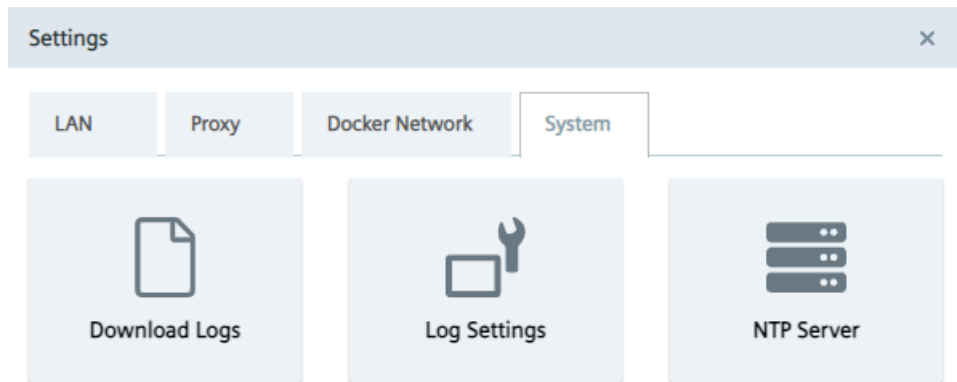 Settings
LAN Proxy Docker Network System
Download Logs Log Settings NTP Server